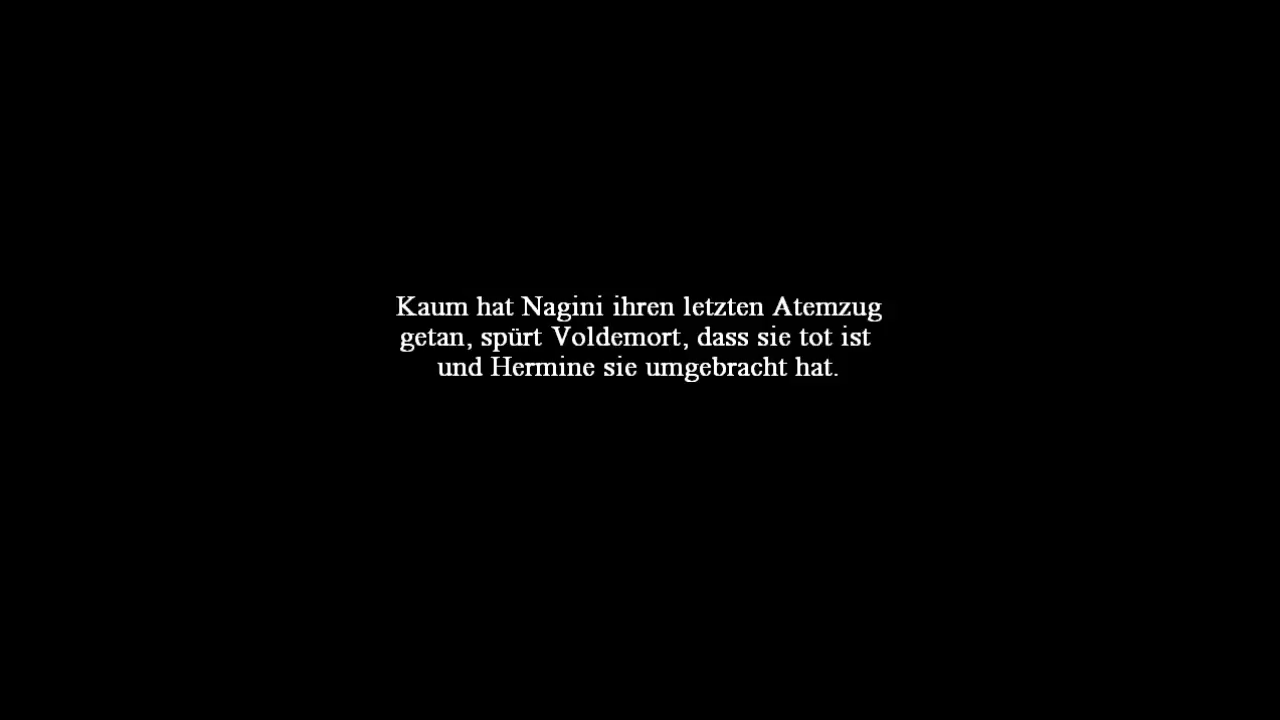 Kaum hat Nagini ihren letzten Atemzug
getan, spürt Voldemort, dass sie tot ist
und Hermine sie umgebracht hat.